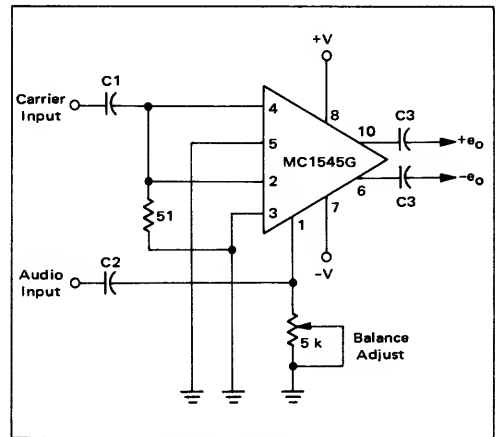 +V
C1
Carrier
Input
4
8
5
10
C3
+eo
MC1545G
2
6
-eo
C3
3
7
51
1
-V
C2
Audio
Input
5 k
Balance
Adjust